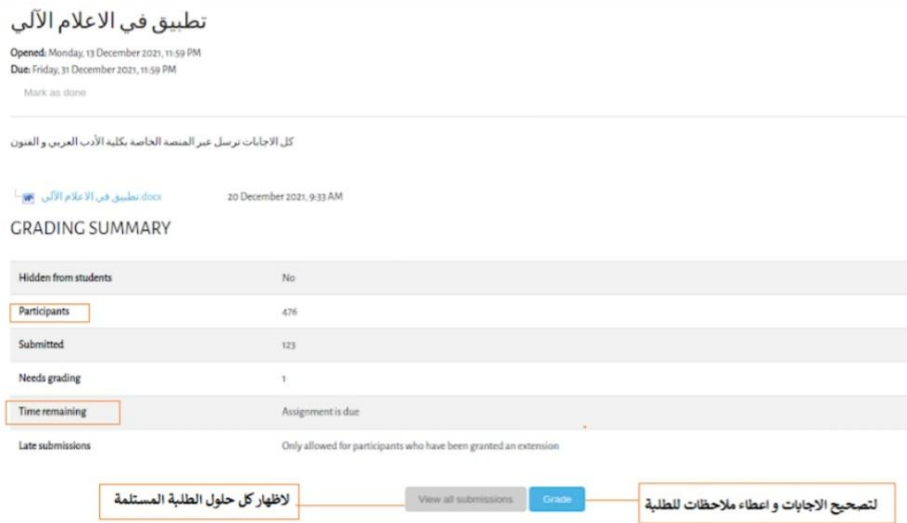 تطبيق في الاعلام الآلي
Opened: Monday, 13 December 2021, 11:59 PM
Due: Friday, 31 December 2021, 11:59 PM
Mark as done
كل الاجابات ترسل عبر المنصة الخاصة بكلية الأدب العربي و الفنون
تطبيق في الاعلام الآلي.docx 20 December 2021, 9:33 AM
GRADING SUMMARY
Hidden from students No
Participants 476
Submitted 123
Needs grading 1
Time remaining Assignment is due
Late submissions Only allowed for participants who have been granted an extension
لاظهار كل حلول الطلبة المستلمة View all submissions Grade لتصحيح الاجابات و اعطاء ملاحظات للطلبة